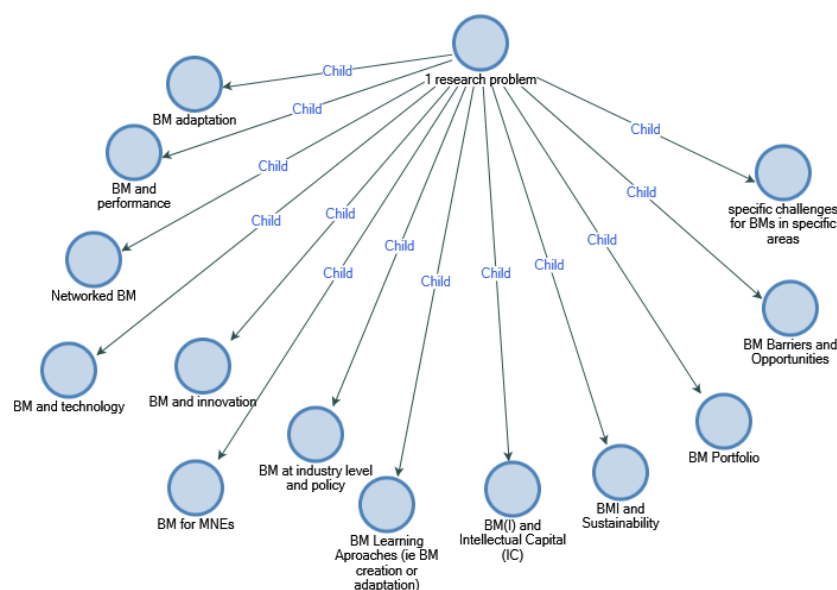 1 research problem
Child
BM adaptation
Child
BM and
performance
Child
Networked BM
Child
BM and technology
Child
BM and innovation
Child
BM for MNEs
Child
BM at industry level
and policy
Child
BM Learning
Aproaches (ie BM
creation or
adaptation)
Child
BM(I) and
Intellectual Capital
(IC)
Child
BMI and
Sustainability
Child
BM Portfolio
Child
BM Barriers and
Opportunities
Child
specific challenges
for BMs in specific
areas